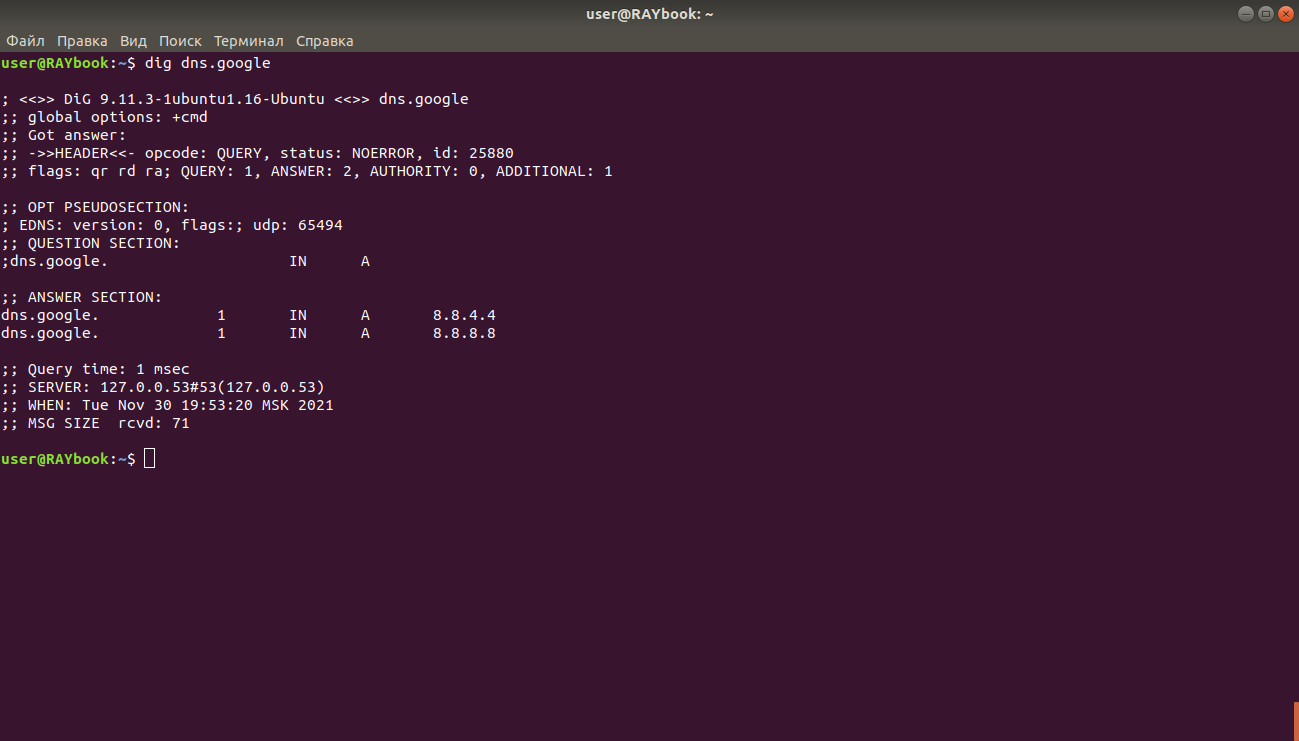 user@RAYbook: ~
Файл Правка Вид Поиск Терминал Справка
user@RAYbook:~$ dig dns.google
; <<>> DiG 9.11.3-1ubuntu1.16-Ubuntu <<>> dns.google
;; global options: +cmd
;; Got answer:
;; ->>HEADER<<- opcode: QUERY, status: NOERROR, id: 25880
;; flags: qr rd ra; QUERY: 1, ANSWER: 2, AUTHORITY: 0, ADDITIONAL: 1
;; OPT PSEUDOSECTION:
; EDNS: version: 0, flags:; udp: 65494
;; QUESTION SECTION:
;dns.google. IN A
;; ANSWER SECTION:
dns.google. 1 IN A 8.8.4.4
dns.google. 1 IN A 8.8.8.8
;; Query time: 1 msec
;; SERVER: 127.0.0.53#53(127.0.0.53)
;; WHEN: Tue Nov 30 19:53:20 MSK 2021
;; MSG SIZE  rcvd: 71
user@RAYbook:~$